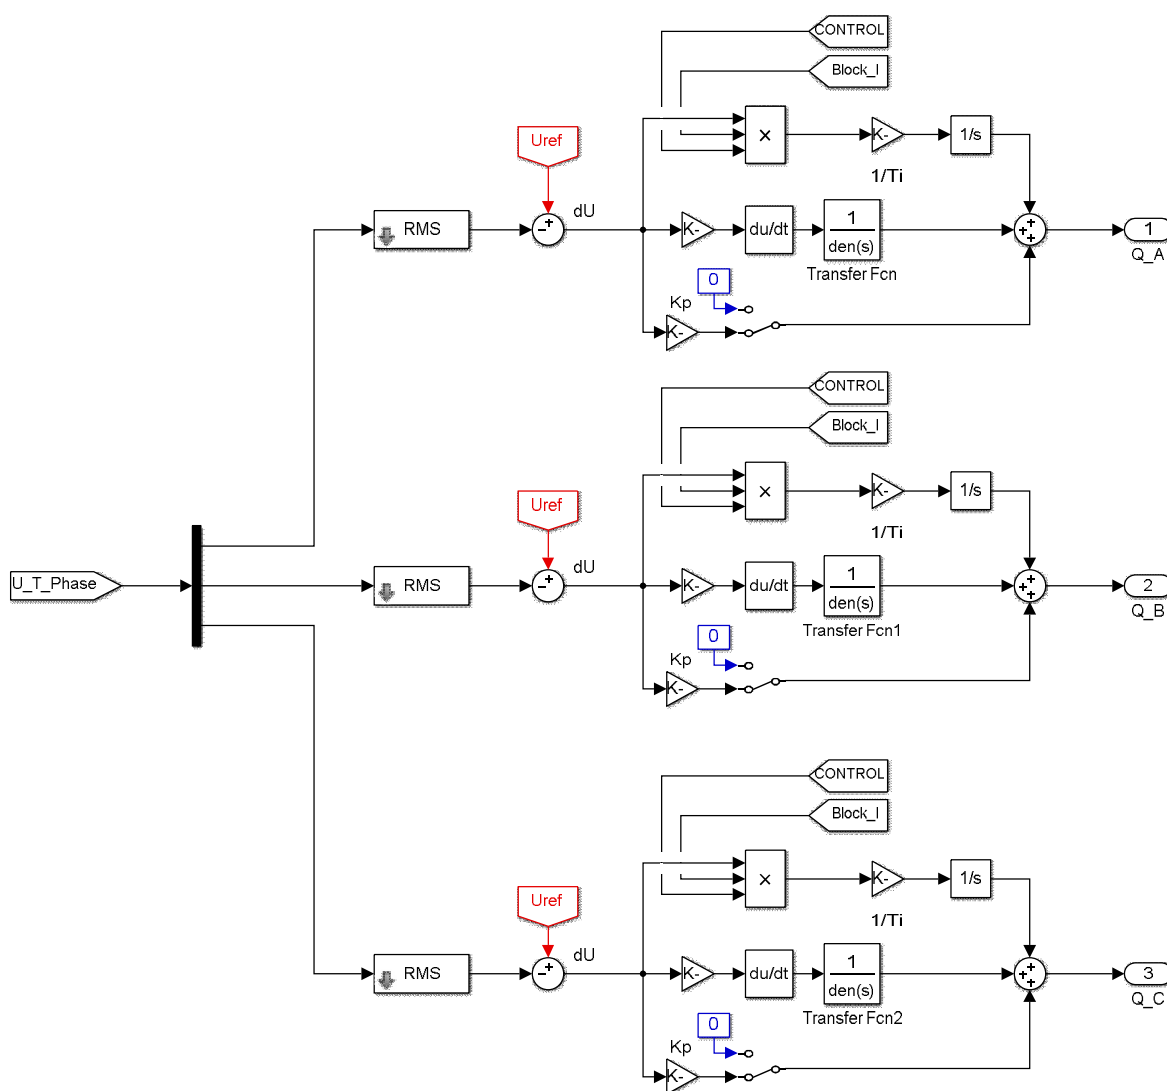 CONTROL
Block_I
Uref
×
K-
1/s
1/Ti
dU
RMS
K-
du/dt
1
den(s)
Transfer Fcn
1
Q_A
0
Kp
K-
CONTROL
Block_I
Uref
×
K-
1/s
1/Ti
dU
U_T_Phase
RMS
K-
du/dt
1
den(s)
Transfer Fcn1
2
Q_B
0
Kp
K-
CONTROL
Block_I
Uref
×
K-
1/s
1/Ti
dU
RMS
K-
du/dt
1
den(s)
Transfer Fcn2
3
Q_C
0
Kp
K-